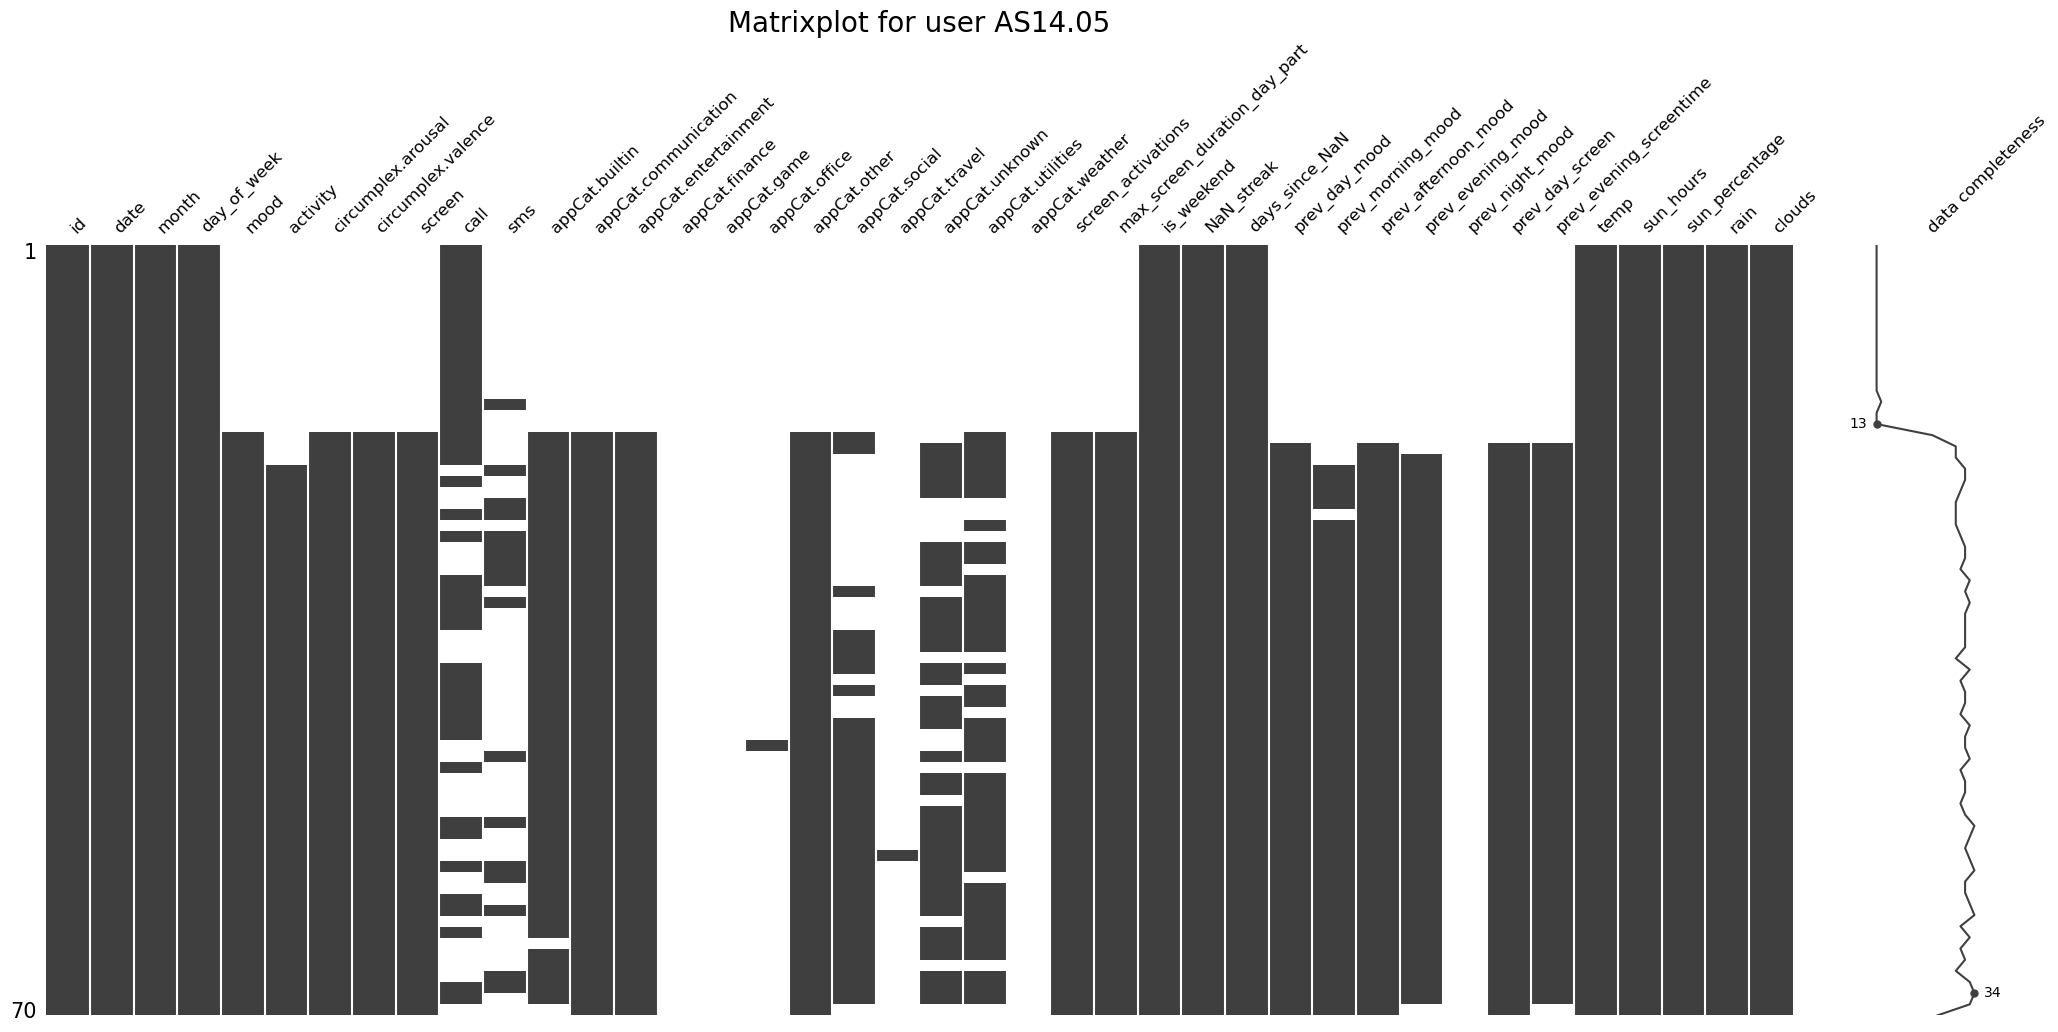 Matrixplot for user AS14.05
id
date
month
day_of_week
mood
activity
circumplex.arousal
circumplex.valence
screen
call
sms
appCat.builtin
appCat.communication
appCat.entertainment
appCat.finance
appCat.game
appCat.office
appCat.other
appCat.social
appCat.travel
appCat.unknown
appCat.utilities
appCat.weather
screen_activations
max_screen_duration_day_part
is_weekend
NaN_streak
days_since_NaN
prev_day_mood
prev_morning_mood
prev_afternoon_mood
prev_evening_mood
prev_night_mood
prev_day_screen
prev_evening_screentime
temp
sun_hours
sun_percentage
rain
clouds
data completeness
1
13
34
70